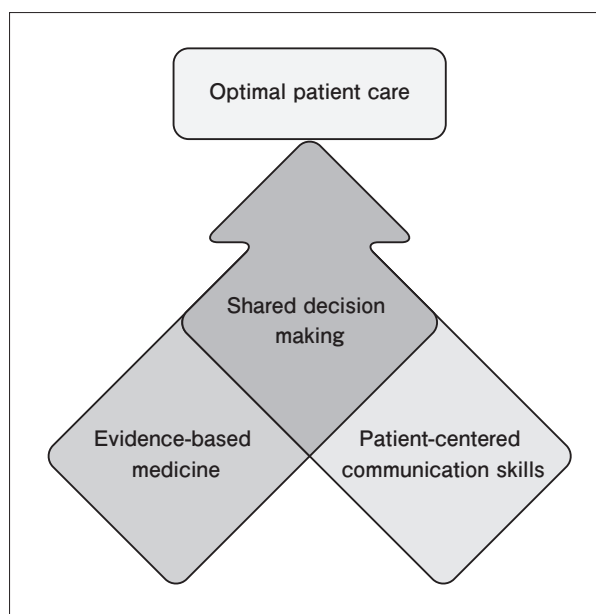 Optimal patient care
Shared decision
making
Evidence-based
medicine
Patient-centered
communication skills